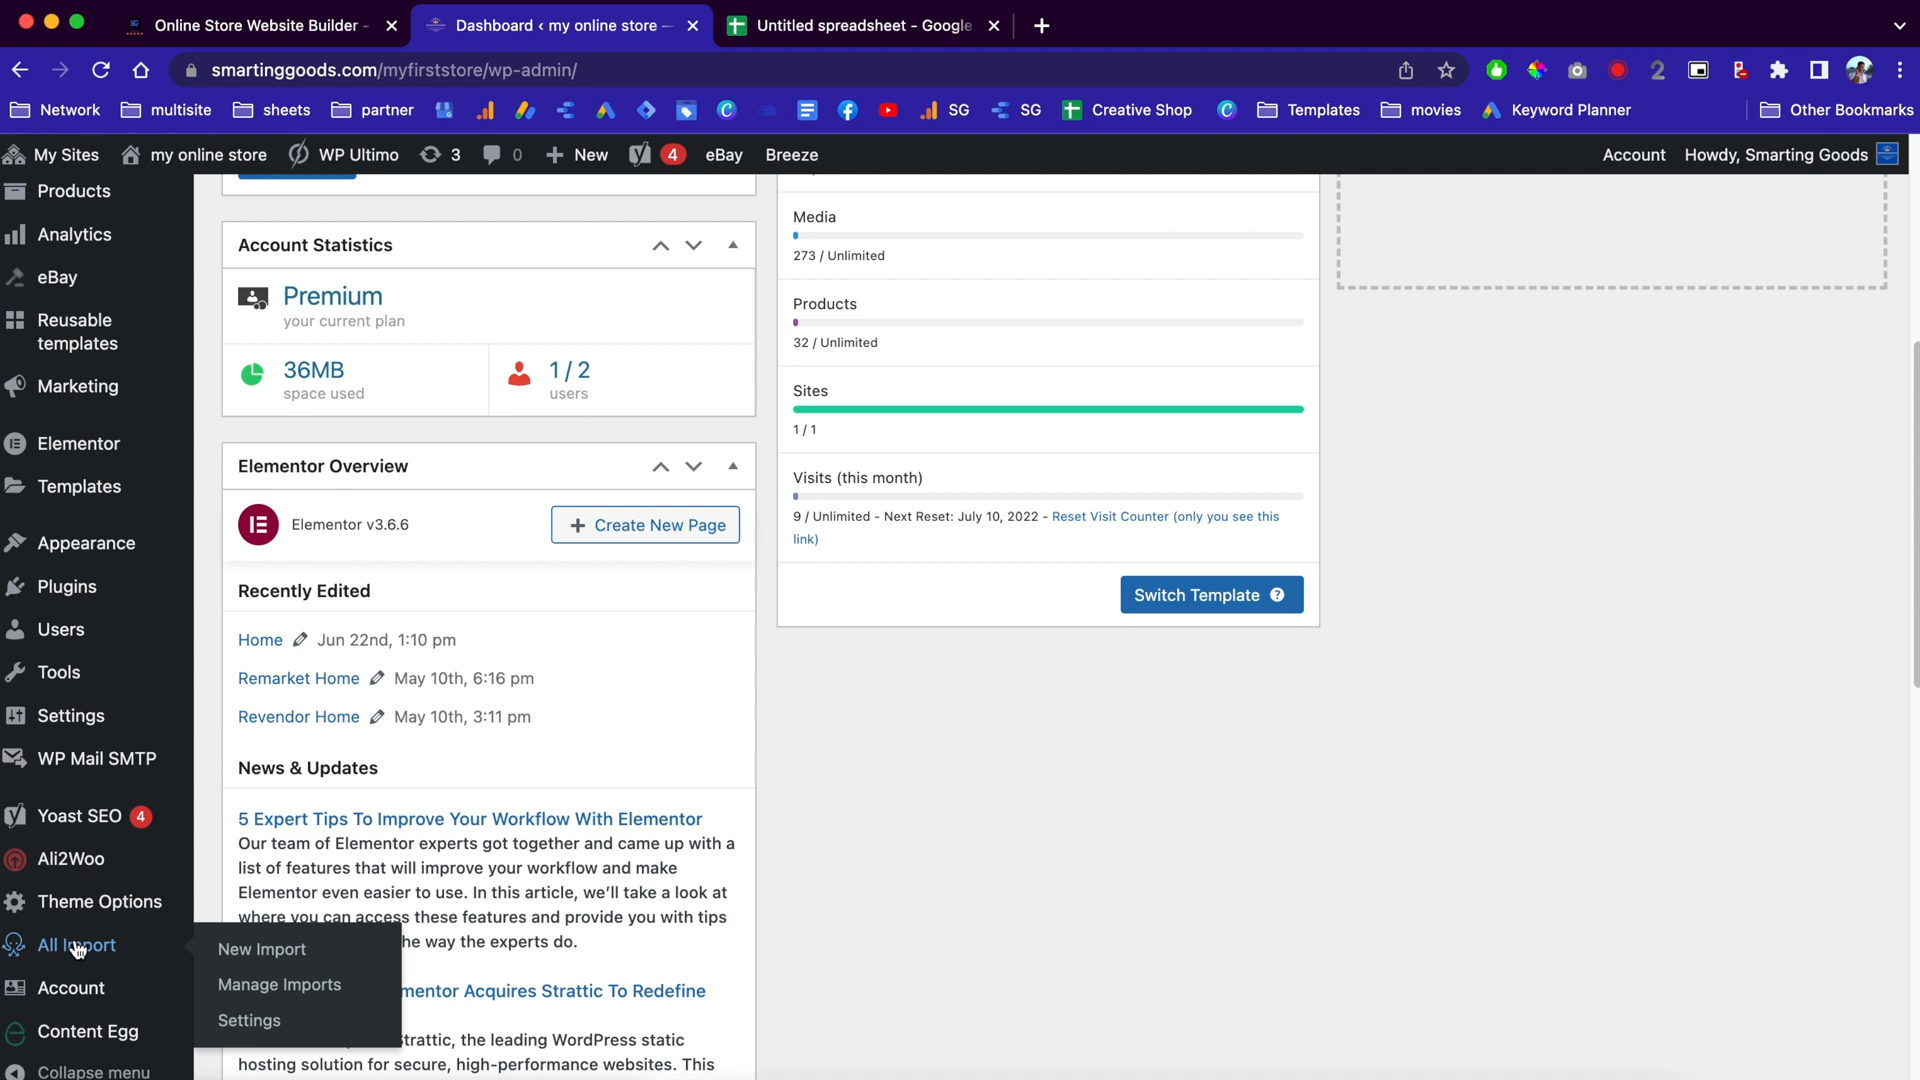 Online Store Website Builder -
Dashboard < my online store —
Untitled spreadsheet - Google
smartinggoods.com/myfirststore/wp-admin/
2
Network
multisite
sheets
partner
SG
SG
Creative Shop
Templates
movies
Keyword Planner
Other Bookmarks
My Sites
my online store
WP Ultimo
3
0
New
4
eBay
Breeze
Account
Howdy, Smarting Goods
Products
Analytics
eBay
Reusable
templates
Marketing
Elementor
Templates
Appearance
Plugins
Users
Tools
Settings
WP Mail SMTP
Yoast SEO 4
Ali2Woo
Theme Options
All Import
Account
Content Egg
Collapse menu
New Import
Manage Imports
Settings
Account Statistics
Premium
your current plan
36MB
space used
1 / 2
users
Elementor Overview
Elementor v3.6.6
Create New Page
Recently Edited
Home Jun 22nd, 1:10 pm
Remarket Home May 10th, 6:16 pm
Revendor Home May 10th, 3:11 pm
News & Updates
5 Expert Tips To Improve Your Workflow With Elementor
Our team of Elementor experts got together and came up with a
list of features that will improve your workflow and make
Elementor even easier to use. In this article, we'll take a look at
where you can access these features and provide you with tips
he way the experts do.
mentor Acquires Strattic To Redefine
trattic, the leading WordPress static
hosting solution for secure, high-performance websites. This
Media
273 / Unlimited
Products
32 / Unlimited
Sites
1 / 1
Visits (this month)
9 / Unlimited - Next Reset: July 10, 2022 - Reset Visit Counter (only you see this
link)
Switch Template